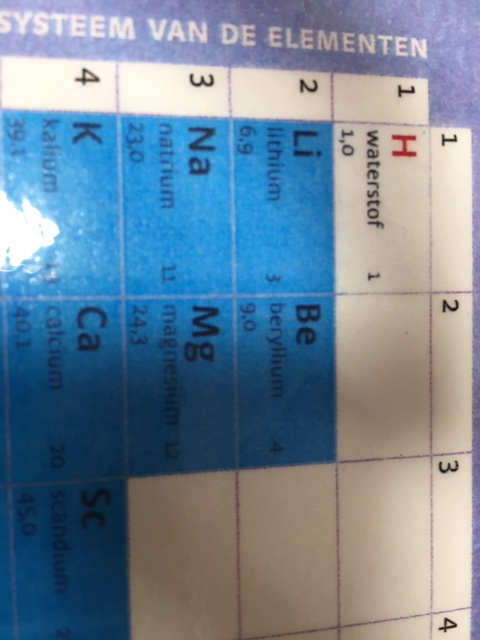 SYSTEEM VAN DE ELEMENTEN
1
2
3
4
1
H
waterstof 1
1,0
2
Li
lithium 3
6,9
Be
beryllium 4
9,0
3
Na
natrium 11
23,0
Mg
magnesium 12
24,3
4
K
kalium
39,1
Ca
calcium 20
40,1
Sc
scandium
45,0